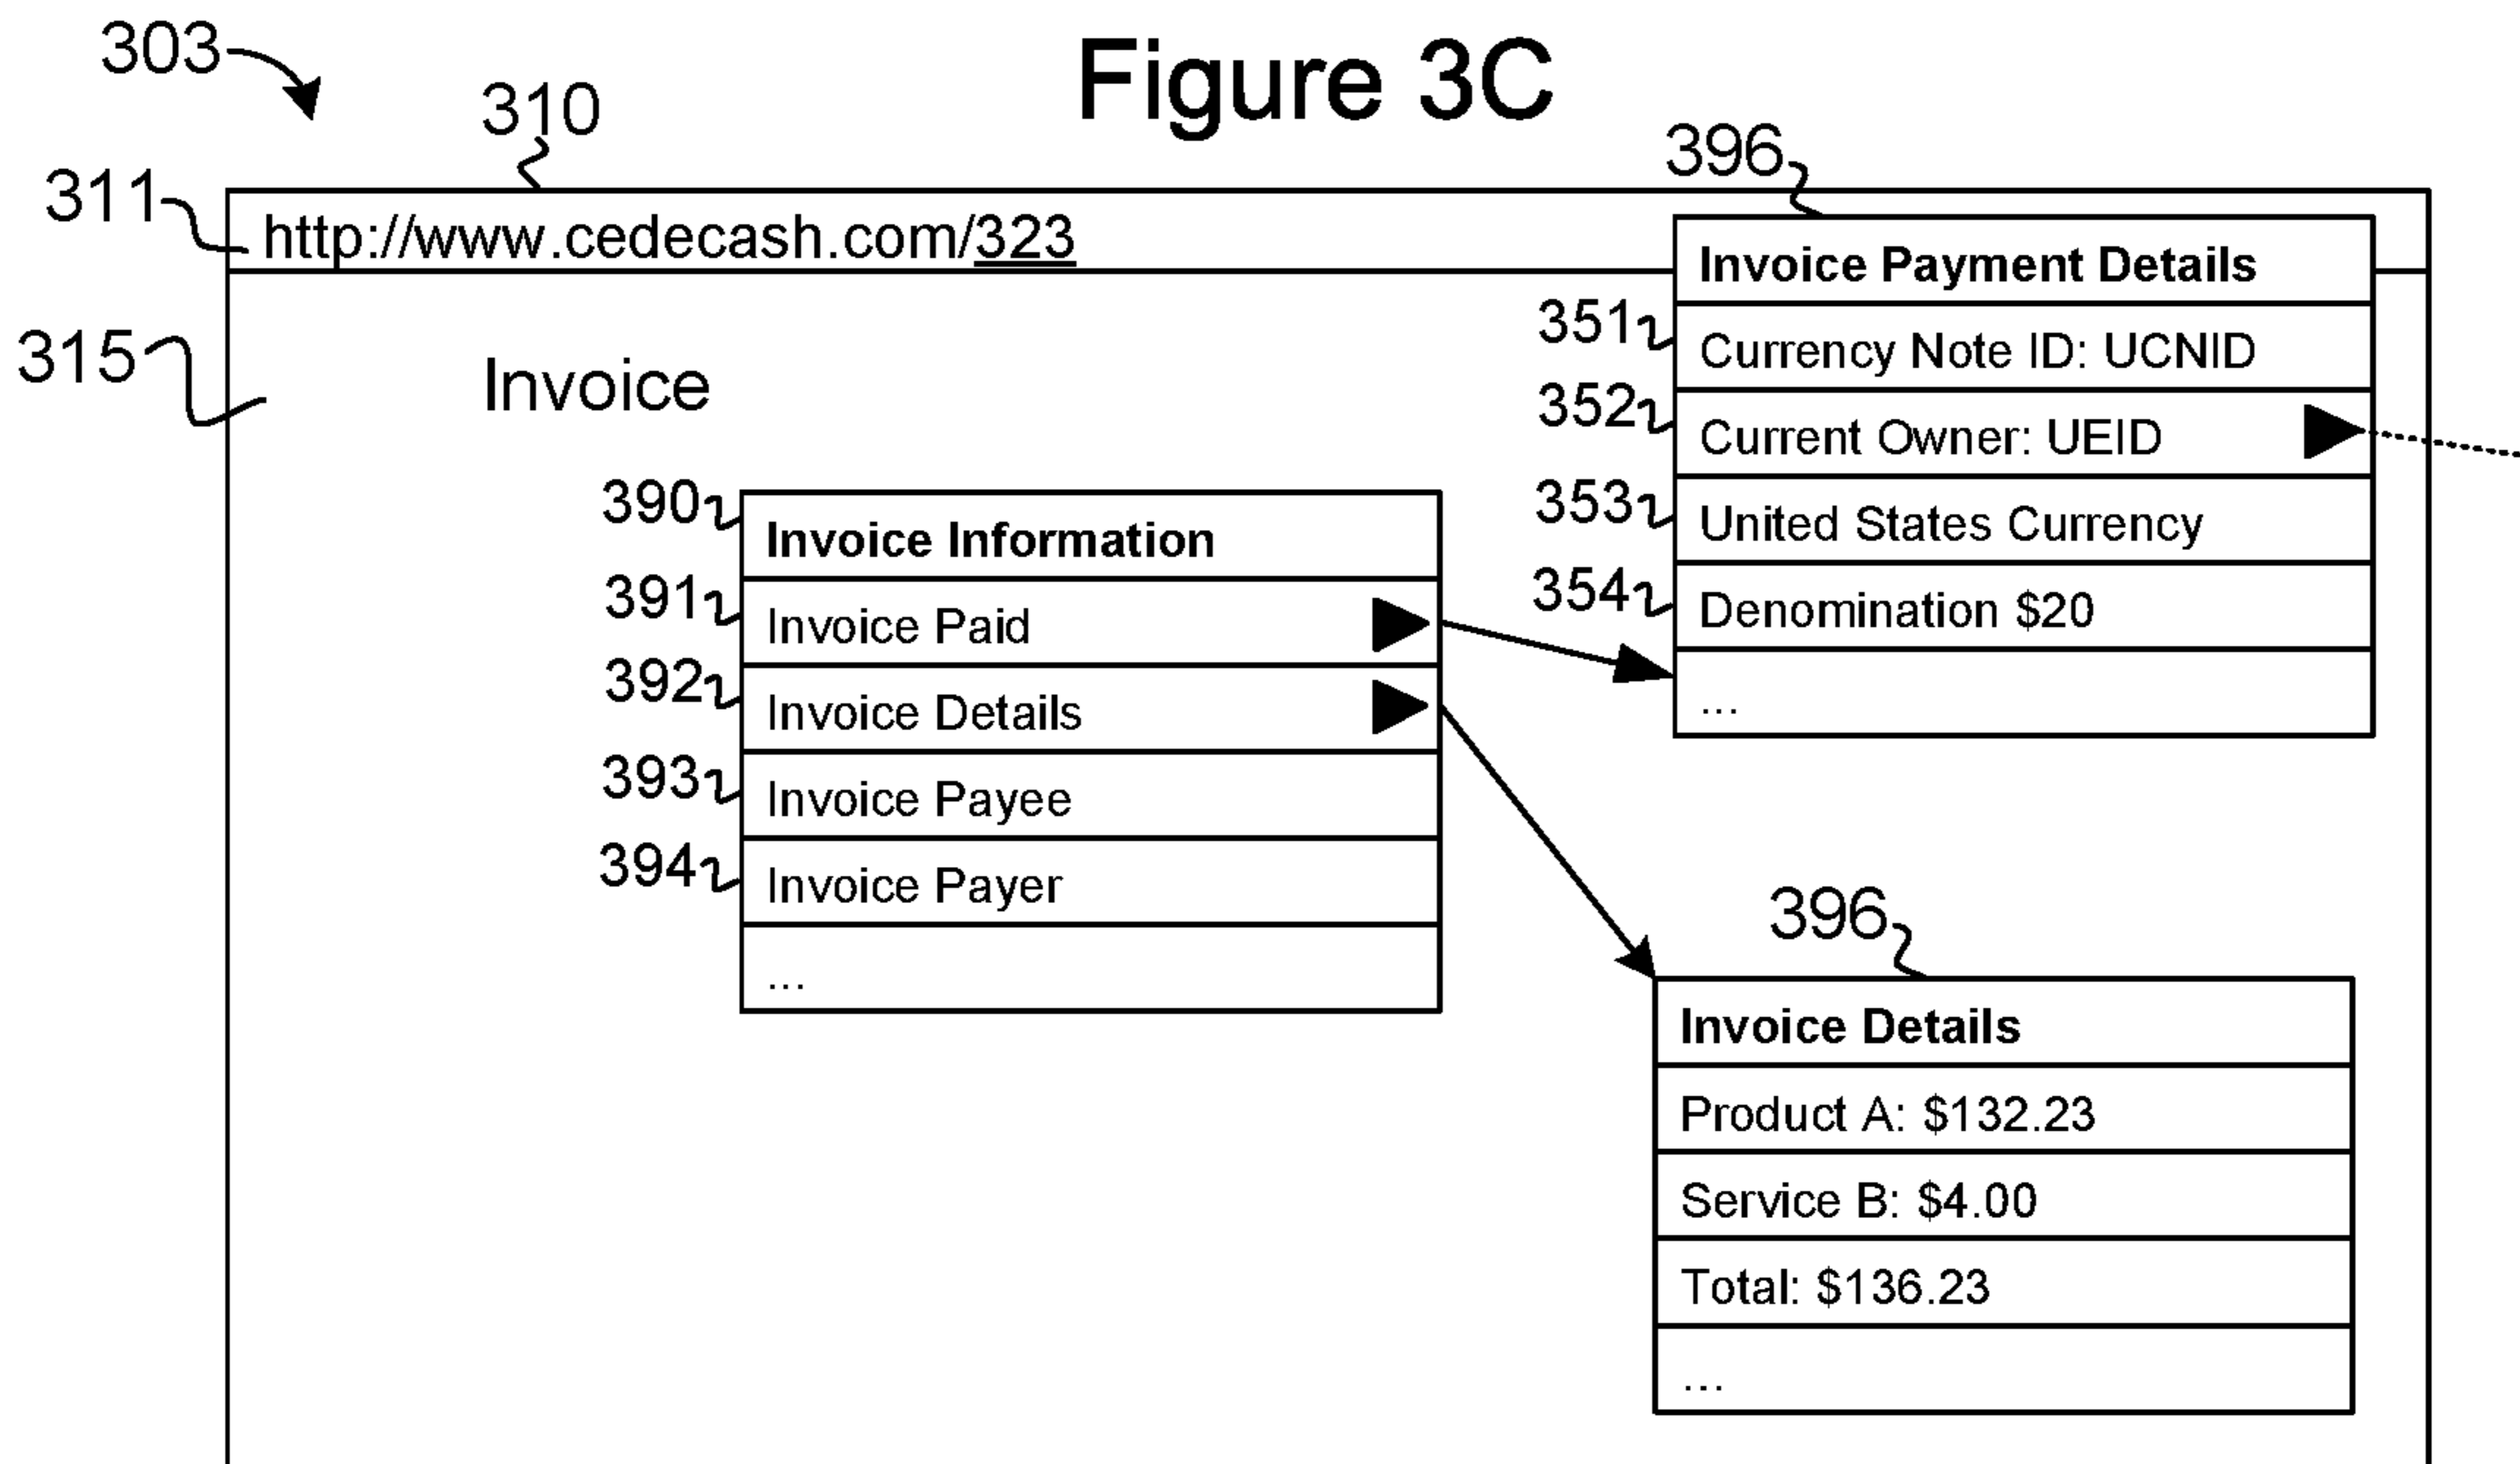 Figure 3C
303
310
396
311
http://www.cedecash.com/323
Invoice Payment Details
351
Currency Note ID: UCNID
315
Invoice
352
Current Owner: UEID
353
United States Currency
354
Denomination $20
...
390
Invoice Information
391
Invoice Paid
392
Invoice Details
393
Invoice Payee
394
Invoice Payer
...
396
Invoice Details
Product A: $132.23
Service B: $4.00
Total: $136.23
...